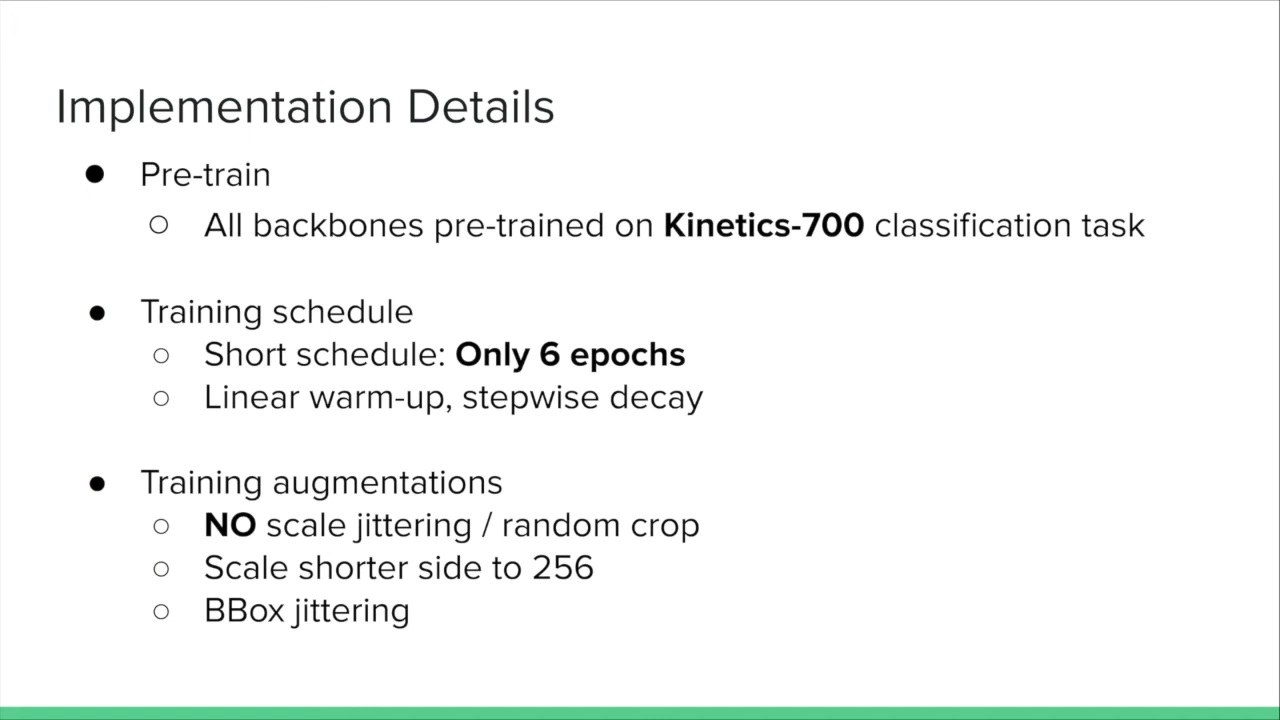 Implementation Details
● Pre-train
○ All backbones pre-trained on Kinetics-700 classification task
● Training schedule
○ Short schedule: Only 6 epochs
○ Linear warm-up, stepwise decay
● Training augmentations
○ NO scale jittering / random crop
○ Scale shorter side to 256
○ BBox jittering